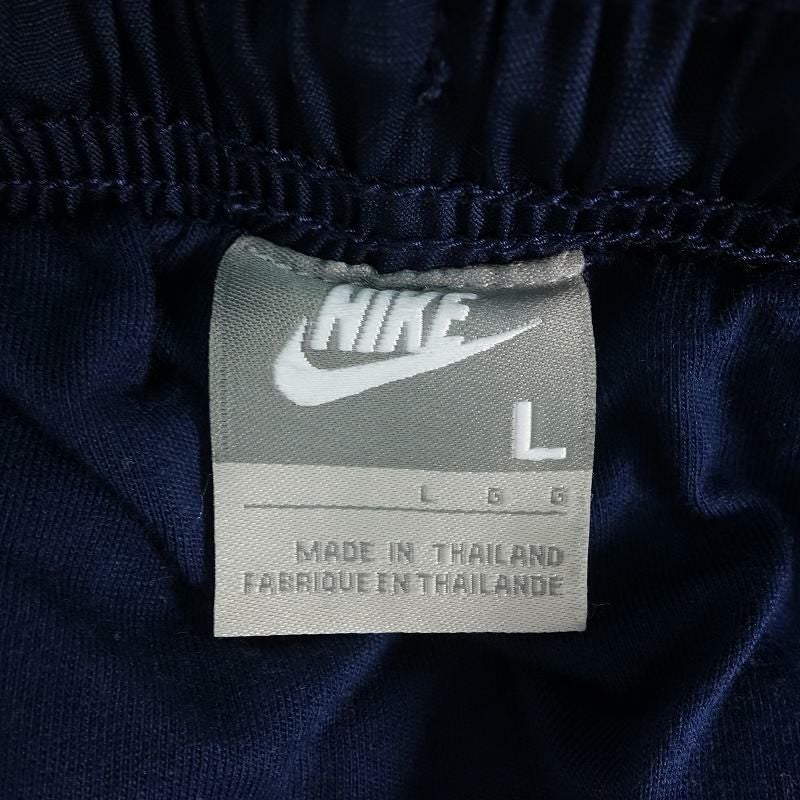 NIKE
L
L G G
MADE IN THAILAND
FABRIQUE EN THAILANDE